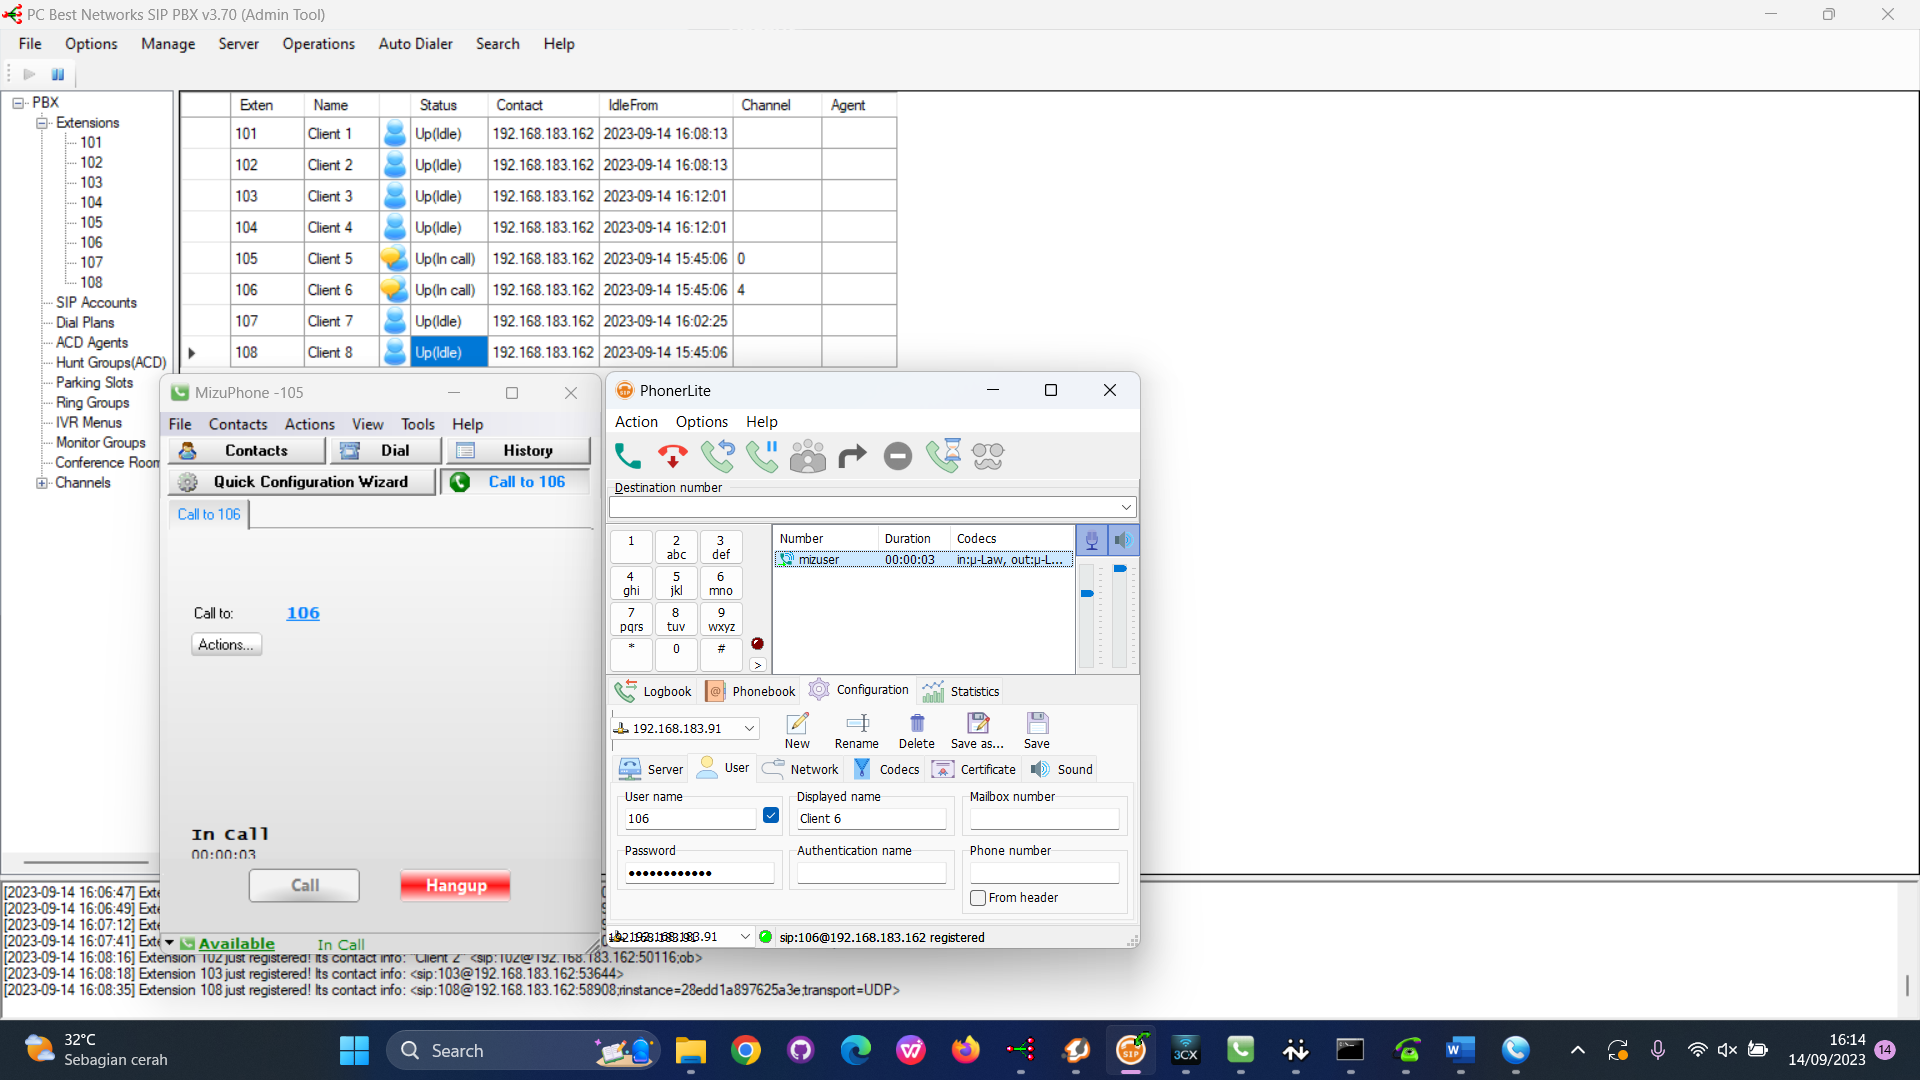 PC Best Networks SIP PBX v3.70 (Admin Tool)
File Options Manage Server Operations Auto Dialer Search Help
PBX
Extensions
101
102
103
104
105
106
107
108
SIP Accounts
Dial Plans
ACD Agents
Hunt Groups(ACD)
Parking Slots
Ring Groups
IVR Menus
Monitor Groups
Conference Room
Channels
Exten Name Status Contact IdleFrom Channel Agent
101 Client 1 Up(Idle) 192.168.183.162 2023-09-14 16:08:13
102 Client 2 Up(Idle) 192.168.183.162 2023-09-14 16:08:13
103 Client 3 Up(Idle) 192.168.183.162 2023-09-14 16:12:01
104 Client 4 Up(Idle) 192.168.183.162 2023-09-14 16:12:01
105 Client 5 Up(In call) 192.168.183.162 2023-09-14 15:45:06 0
106 Client 6 Up(In call) 192.168.183.162 2023-09-14 15:45:06 4
107 Client 7 Up(Idle) 192.168.183.162 2023-09-14 16:02:25
108 Client 8 Up(Idle) 192.168.183.162 2023-09-14 15:45:06
MizuPhone -105
File Contacts Actions View Tools Help
Contacts Dial History
Quick Configuration Wizard Call to 106
Call to 106
Call to: 106
Actions...
In Call
00:00:03
Call Hangup
Available In Call
PhonerLite
Action Options Help
Destination number
1 2 abc 3 def
4 ghi 5 jkl 6 mno
7 pqrs 8 tuv 9 wxyz
* 0 #
>
Number Duration Codecs
mizuser 00:00:03 in:µ-Law, out:µ-L...
Logbook Phonebook Configuration Statistics
192.168.183.91 New Rename Delete Save as... Save
Server User Network Codecs Certificate Sound
User name Displayed name Mailbox number
106 Client 6
Password Authentication name Phone number
●●●●●●●●●●●●
From header
192.168.183.91 sip:106@192.168.183.162 registered
[2023-09-14 16:06:47] Exte
[2023-09-14 16:06:49] Exte
[2023-09-14 16:07:12] Exte
[2023-09-14 16:07:41] Exte
[2023-09-14 16:08:16] Extension 102 just registered! Its contact info: "Client 2" <sip:102@192.168.183.162:50116;ob>
[2023-09-14 16:08:18] Extension 103 just registered! Its contact info: <sip:103@192.168.183.162:53644>
[2023-09-14 16:08:35] Extension 108 just registered! Its contact info: <sip:108@192.168.183.162:58908;rinstance=28edd1a897625a3e;transport=UDP>
32°C
Sebagian cerah
Search
SIP
3CX
16:14
14/09/2023
14